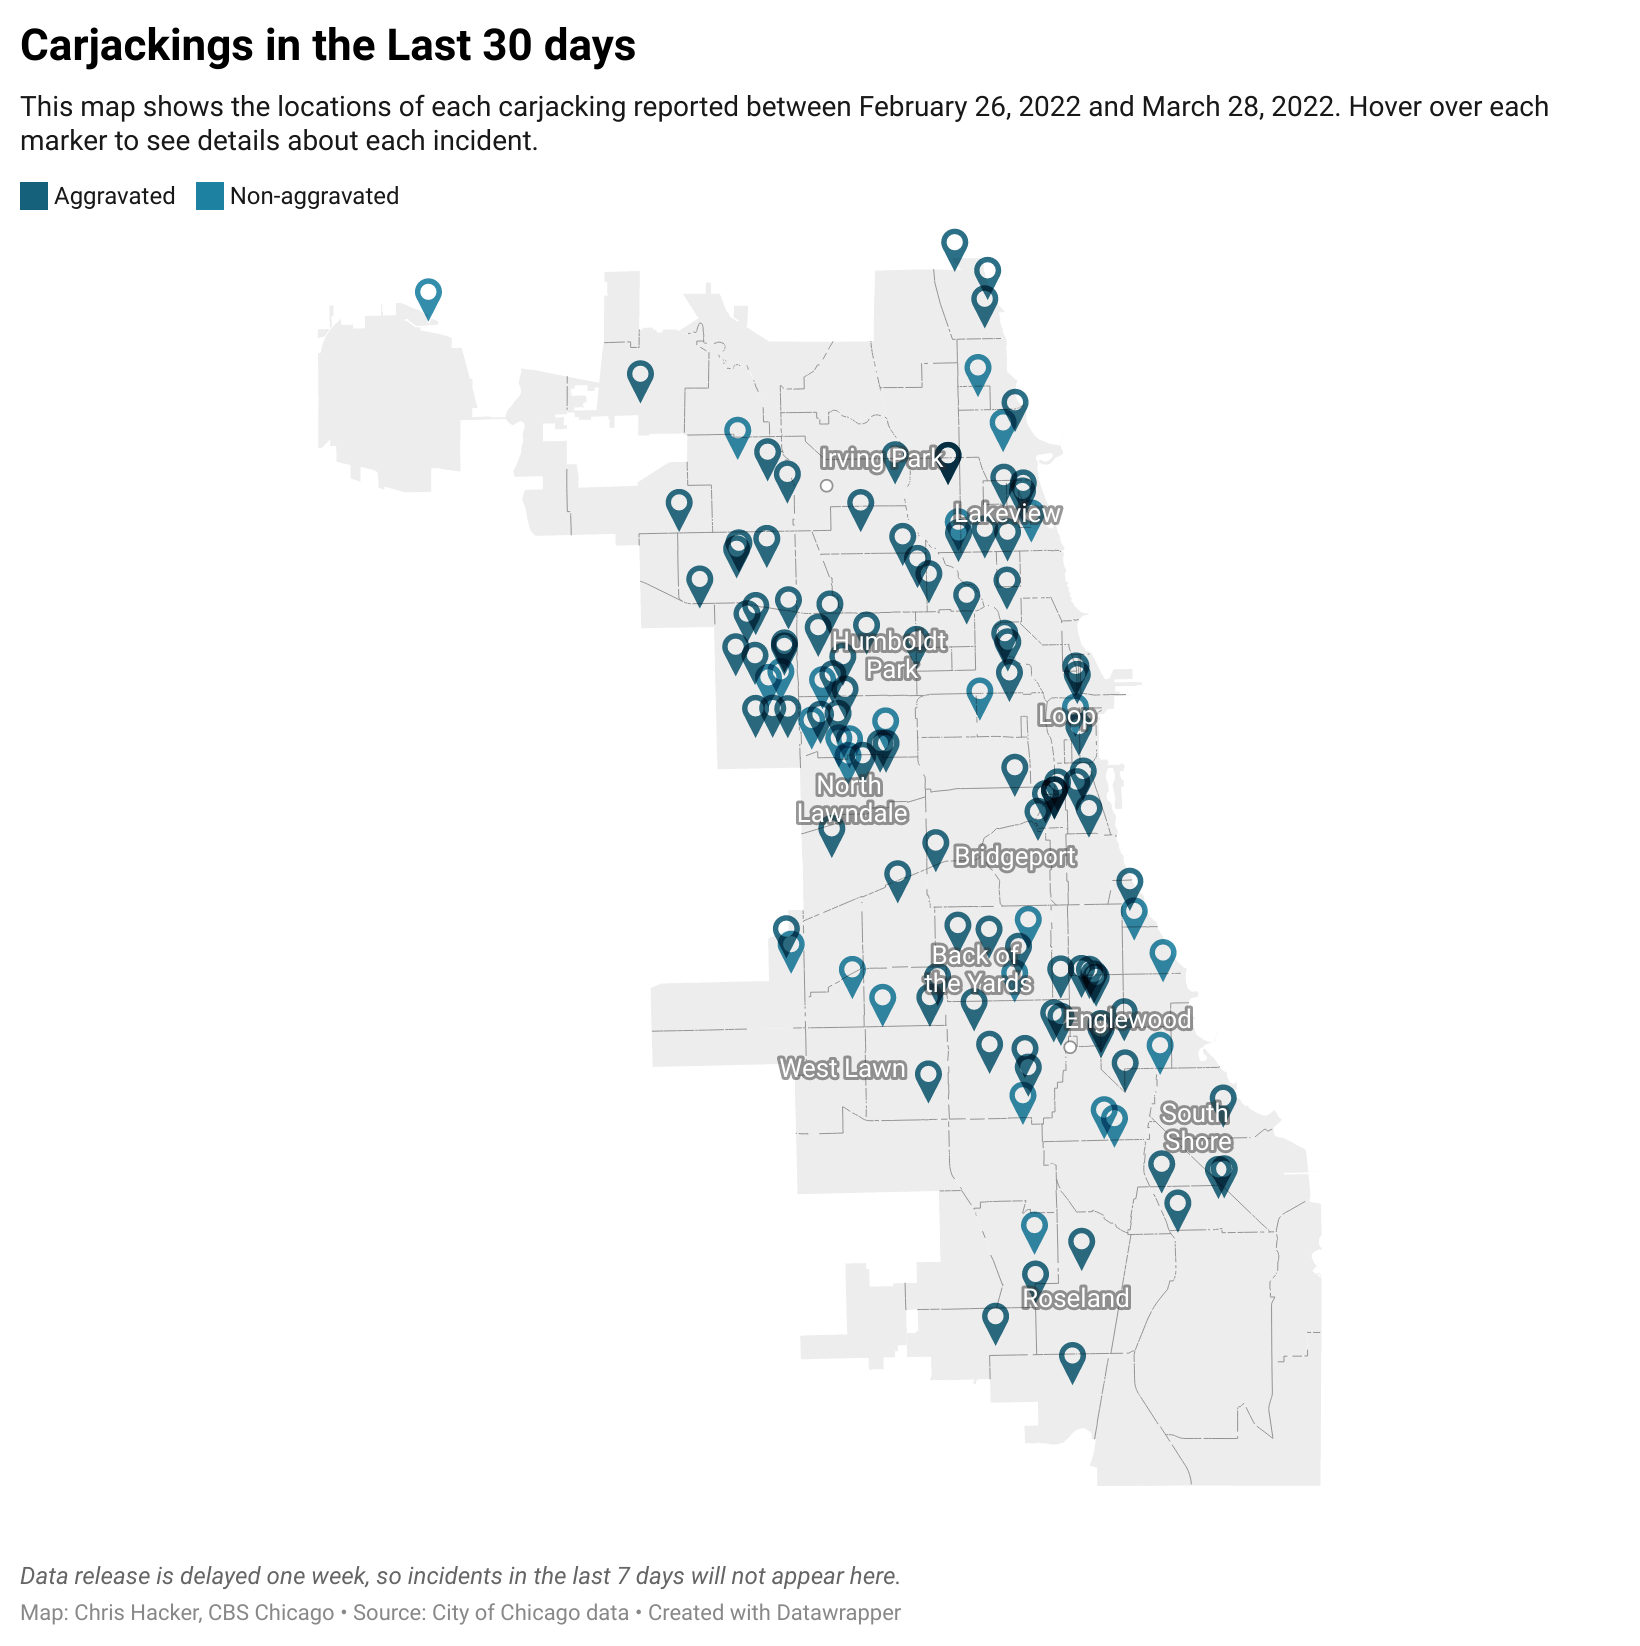 Carjackings in the Last 30 days
This map shows the locations of each carjacking reported between February 26, 2022 and March 28, 2022. Hover over each
marker to see details about each incident.
Aggravated Non-aggravated
Irving Park
Lakeview
Humboldt
Park
Loop
North
Lawndale
Bridgeport
Back of
the Yards
Englewood
West Lawn
South
Shore
Roseland
Data release is delayed one week, so incidents in the last 7 days will not appear here.
Map: Chris Hacker, CBS Chicago • Source: City of Chicago data • Created with Datawrapper